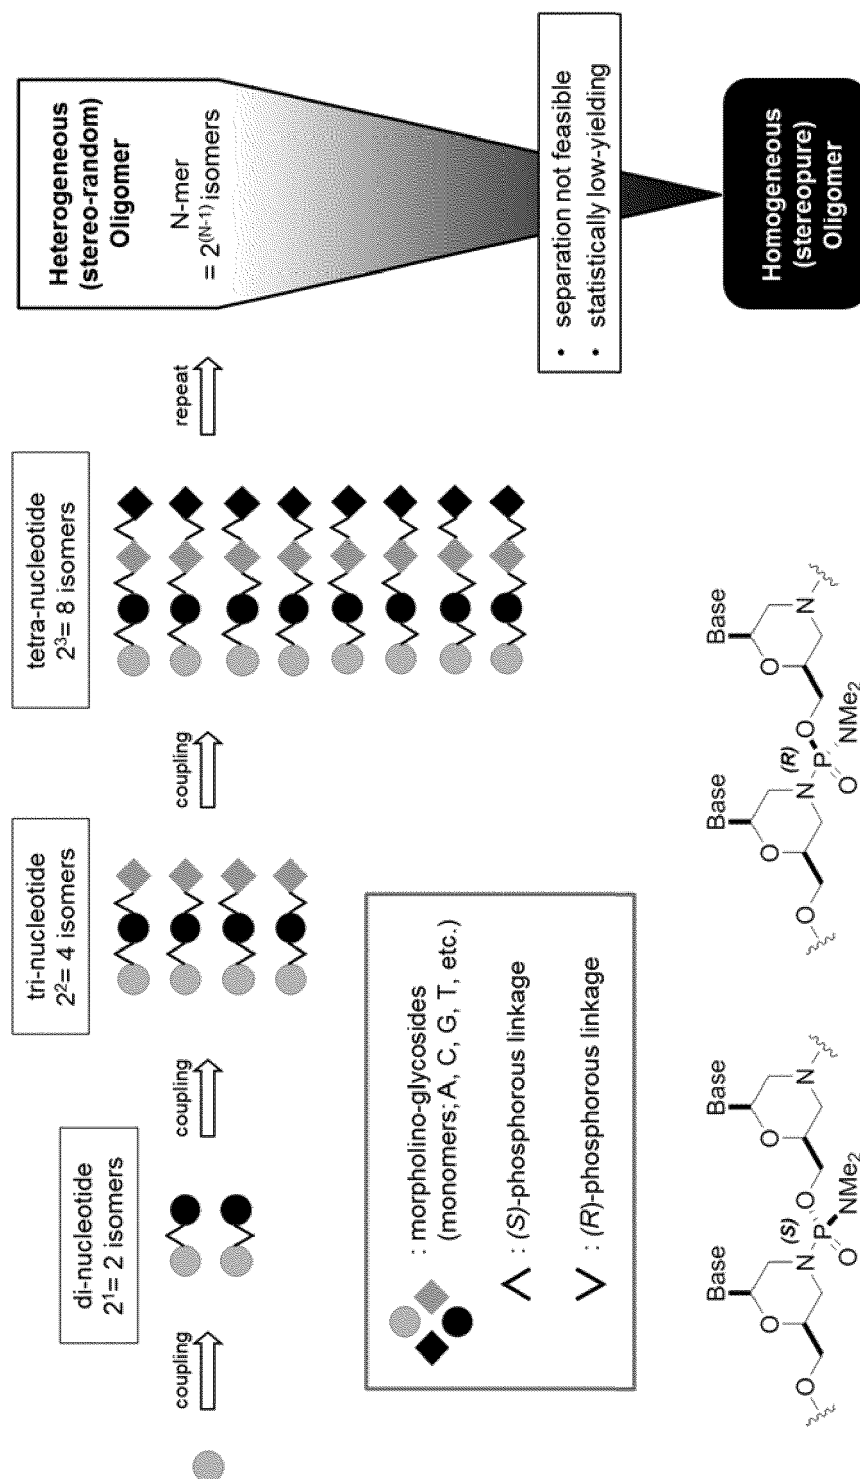 di-nucleotide
2¹= 2 isomers
tri-nucleotide
2²= 4 isomers
tetra-nucleotide
2³= 8 isomers
coupling
coupling
coupling
repeat
Heterogeneous
(stereo-random)
Oligomer
N-mer
= 2⁽ᴺ⁻¹⁾ isomers
• separation not feasible
• statistically low-yielding
Homogeneous
(stereopure)
Oligomer
: morpholino-glycosides
(monomers; A, C, G, T, etc.)
: (S)-phosphorous linkage
: (R)-phosphorous linkage
Base
Base
O
O
N
(S)
P
O
N
O
O
NMe₂
Base
Base
O
O
N
(R)
P
O
N
O
O
NMe₂